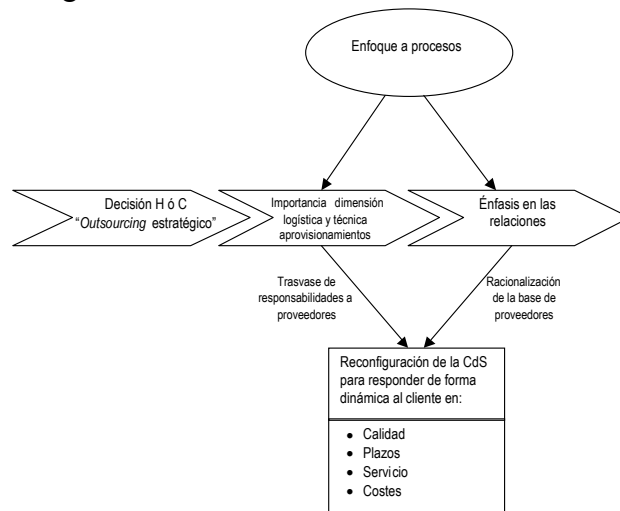 Enfoque a procesos
Decisión H ó C
“Outsourcing estratégico”
Importancia dimensión
logística y técnica
aprovisionamientos
Énfasis en las
relaciones
Trasvase de
responsabilidades a
proveedores
Racionalización
de la base de
proveedores
Reconfiguración de la CdS
para responder de forma
dinámica al cliente en:
• Calidad
• Plazos
• Servicio
• Costes